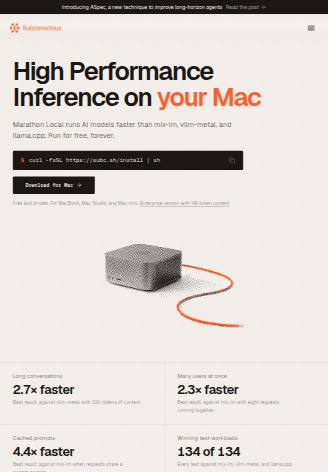 Introducing ASpec, a new technique to improve long-horizon agents Read the post →
Subconscious
High Performance
Inference on your Mac
Marathon Local runs AI models faster than mlx-lm, vllm-metal, and
llama.cpp. Run for free, forever.
$ curl -fsSL https://subc.sh/install | sh
Download for Mac →
Free and private. For MacBook, Mac Studio, and Mac mini. Enterprise version with 1M-token context
Long conversations
2.7× faster
Best result against vllm-metal with 32k tokens of context.
Many users at once
2.3× faster
Best result against mlx-lm with eight requests
running together.
Cached prompts
4.4× faster
Best result against mlx-lm when requests share a
Winning test workloads
134 of 134
Every test against mlx-lm, vllm-metal, and llama.cpp.